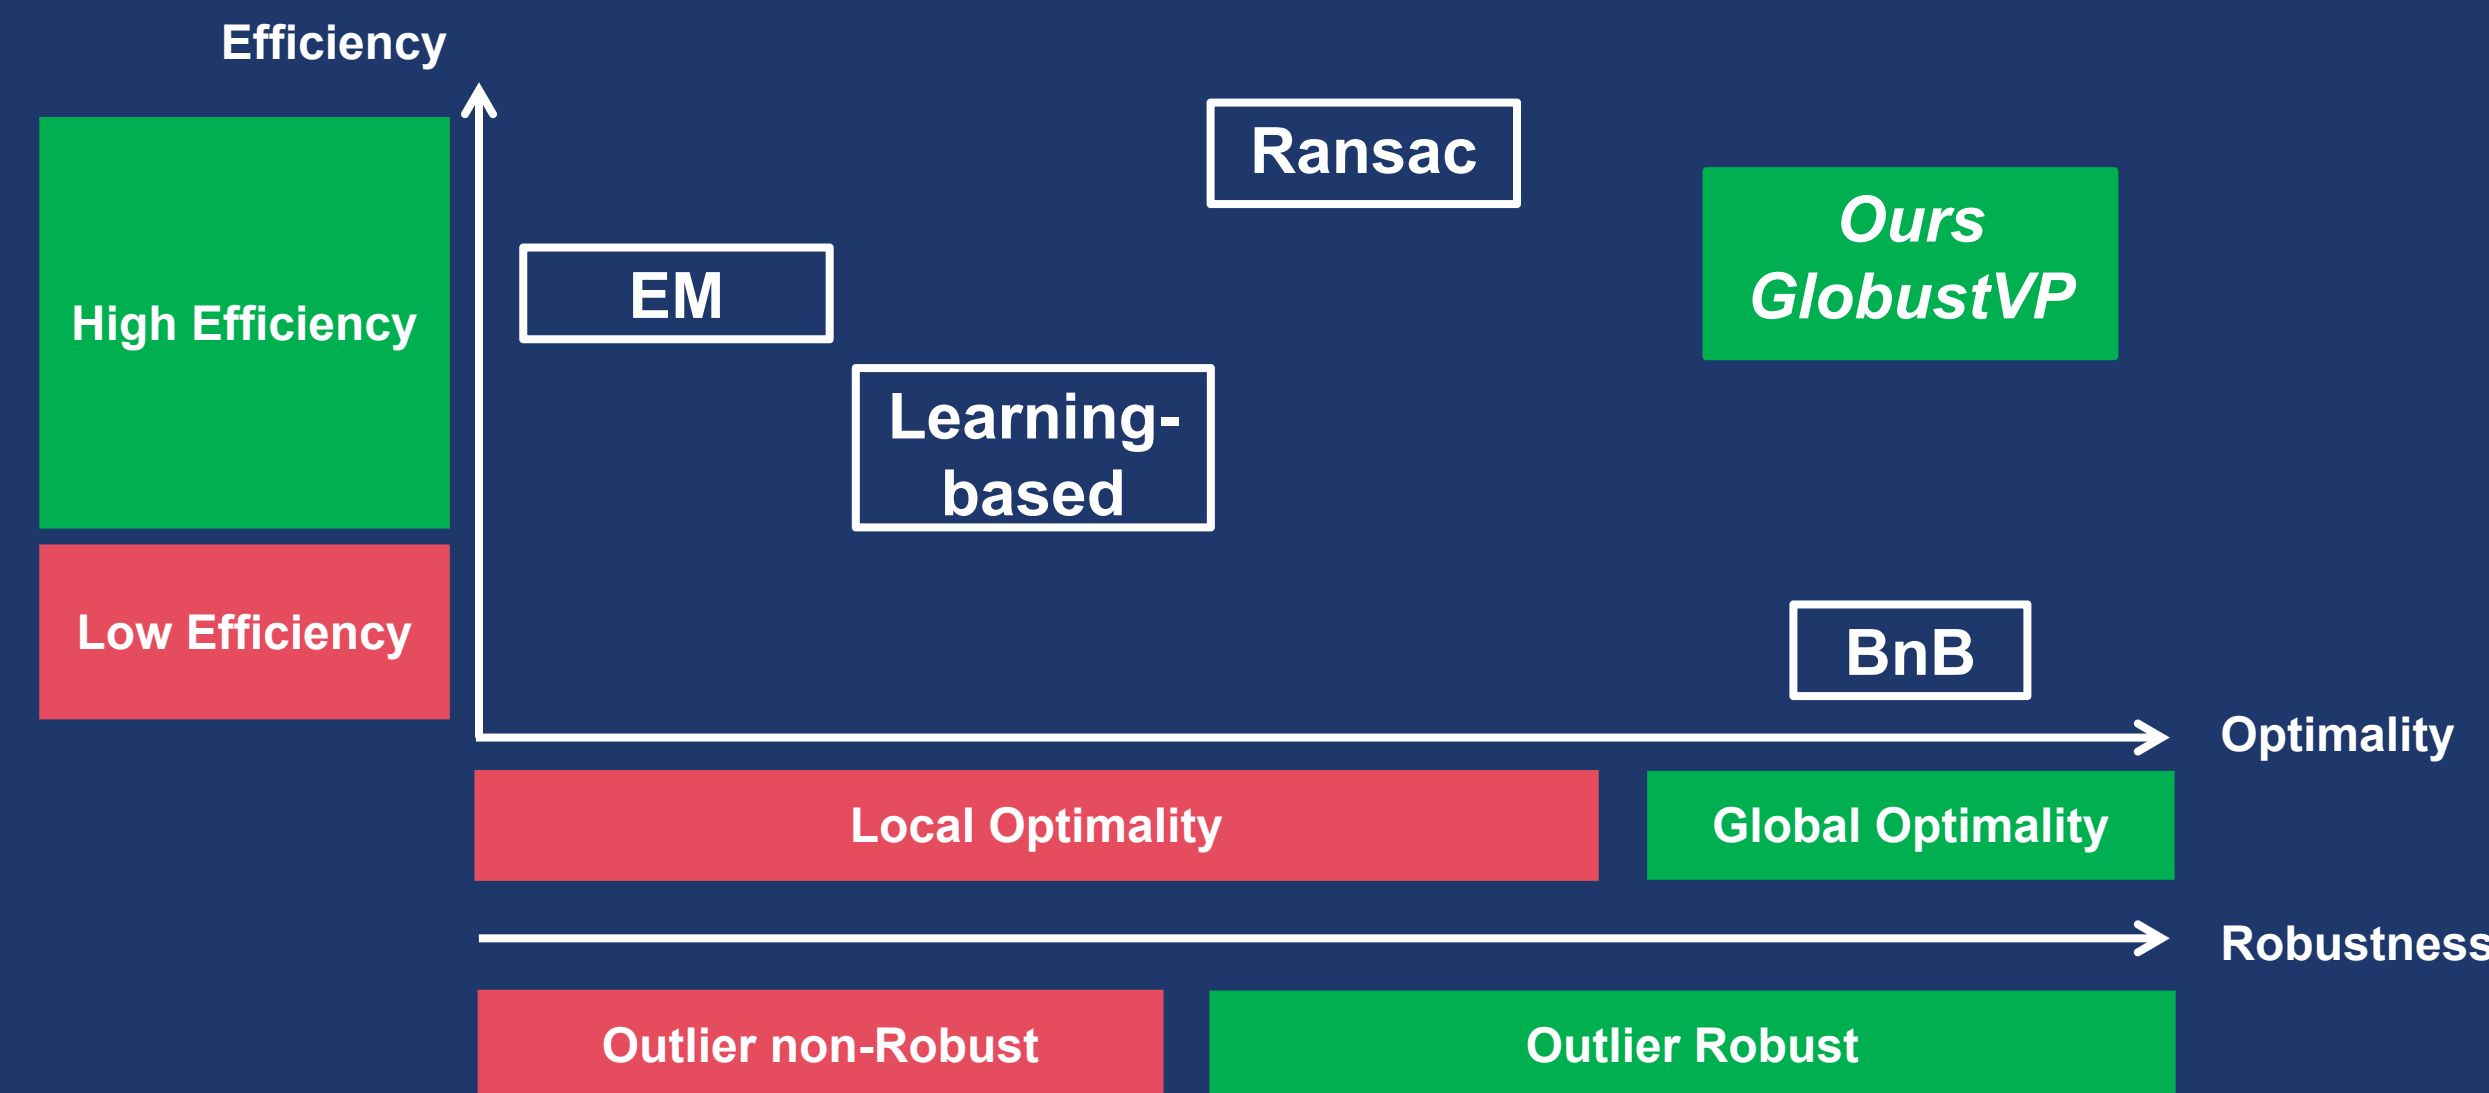 Efficiency
Ransac
Ours
GlobustVP
EM
High Efficiency
Learning-
based
Low Efficiency
BnB
Optimality
Local Optimality
Global Optimality
Robustness
Outlier non-Robust
Outlier Robust